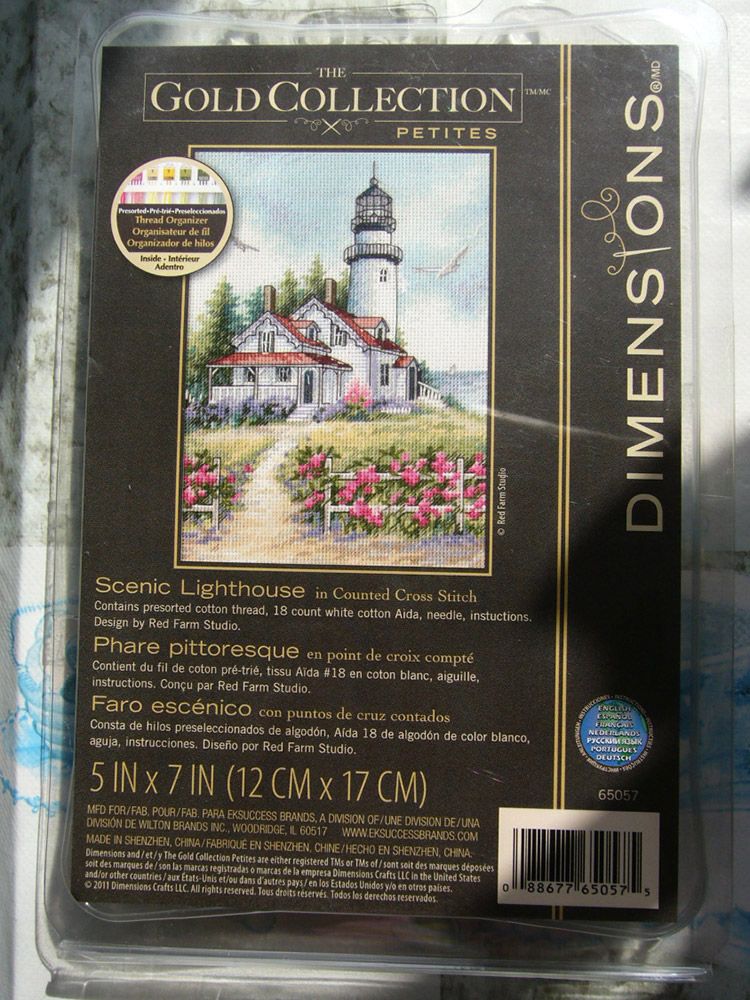 THE
GOLD COLLECTION TM/MC
PETITES
DIMENSIONS®/MD
Presorted•Pré-trié•Preseleccionados
Thread Organizer
Organisateur de fil
Organizador de hilos
Inside • Intérieur
Adentro
© Red Farm Studio
Scenic Lighthouse in Counted Cross Stitch
Contains presorted cotton thread, 18 count white cotton Aida, needle, instuctions.
Design by Red Farm Studio.
Phare pittoresque en point de croix compté
Contient du fil de coton pré-trié, tissu Aïda #18 en coton blanc, aiguille,
instructions. Conçu par Red Farm Studio.
Faro escénico con puntos de cruz contados
Consta de hilos preseleccionados de algodón, Aída 18 de algodón de color blanco,
aguja, instrucciones. Diseño por Red Farm Studio.
5 IN x 7 IN (12 CM x 17 CM)
ENGLISH
ESPAÑOL
FRANÇAIS
NEDERLANDS
РУССКИЙ ЯЗЫК
PORTUGUÊS
DEUTSCH
65057
MFD FOR/FAB. POUR/FAB. PARA EKSUCCESS BRANDS, A DIVISION OF/UNE DIVISION DE/UNA
DIVISIÓN DE WILTON BRANDS INC., WOODRIDGE, IL 60517 WWW.EKSUCCESSBRANDS.COM
MADE IN SHENZHEN, CHINA/FABRIQUÉ EN SHENZHEN, CHINE/HECHO EN SHENZHEN, CHINA.
Dimensions and/et/y The Gold Collection Petites are either registered TMs or TMs of/sont soit des marques déposées
soit des marques de/son las marcas registradas o marcas de la empresa Dimensions Crafts LLC in the United States
and/or other countries/aux États-Unis et/ou dans d'autres pays/en los Estados Unidos y/o en otros países.
© 2011 Dimensions Crafts LLC. All rights reserved. Tous droits réservés. Todos los derechos reservados.
0 88677 65057 5